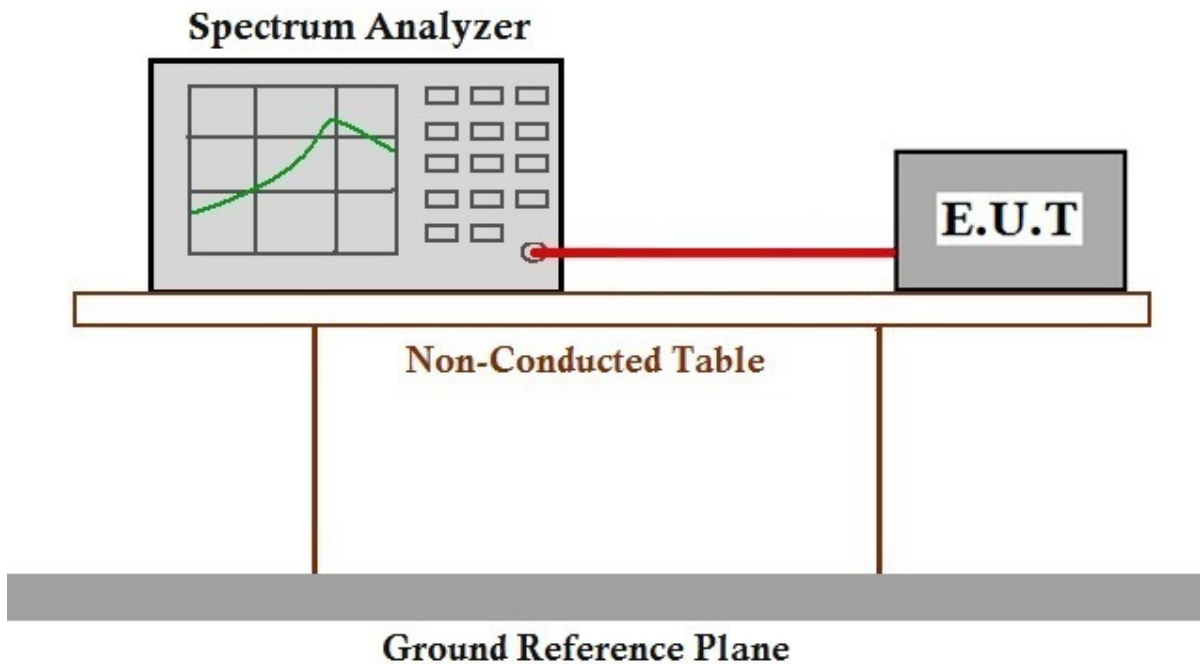 Spectrum Analyzer
E.U.T
Non-Conducted Table
Ground Reference Plane